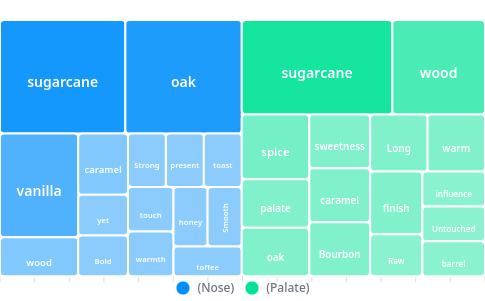 sugarcane
oak
vanilla
caramel
Strong
present
toast
yet
touch
honey
Smooth
wood
Bold
warmth
toffee
sugarcane
wood
spice
sweetness
Long
warm
palate
caramel
finish
influence
Untouched
oak
Bourbon
Raw
barrel
(Nose)
(Palate)